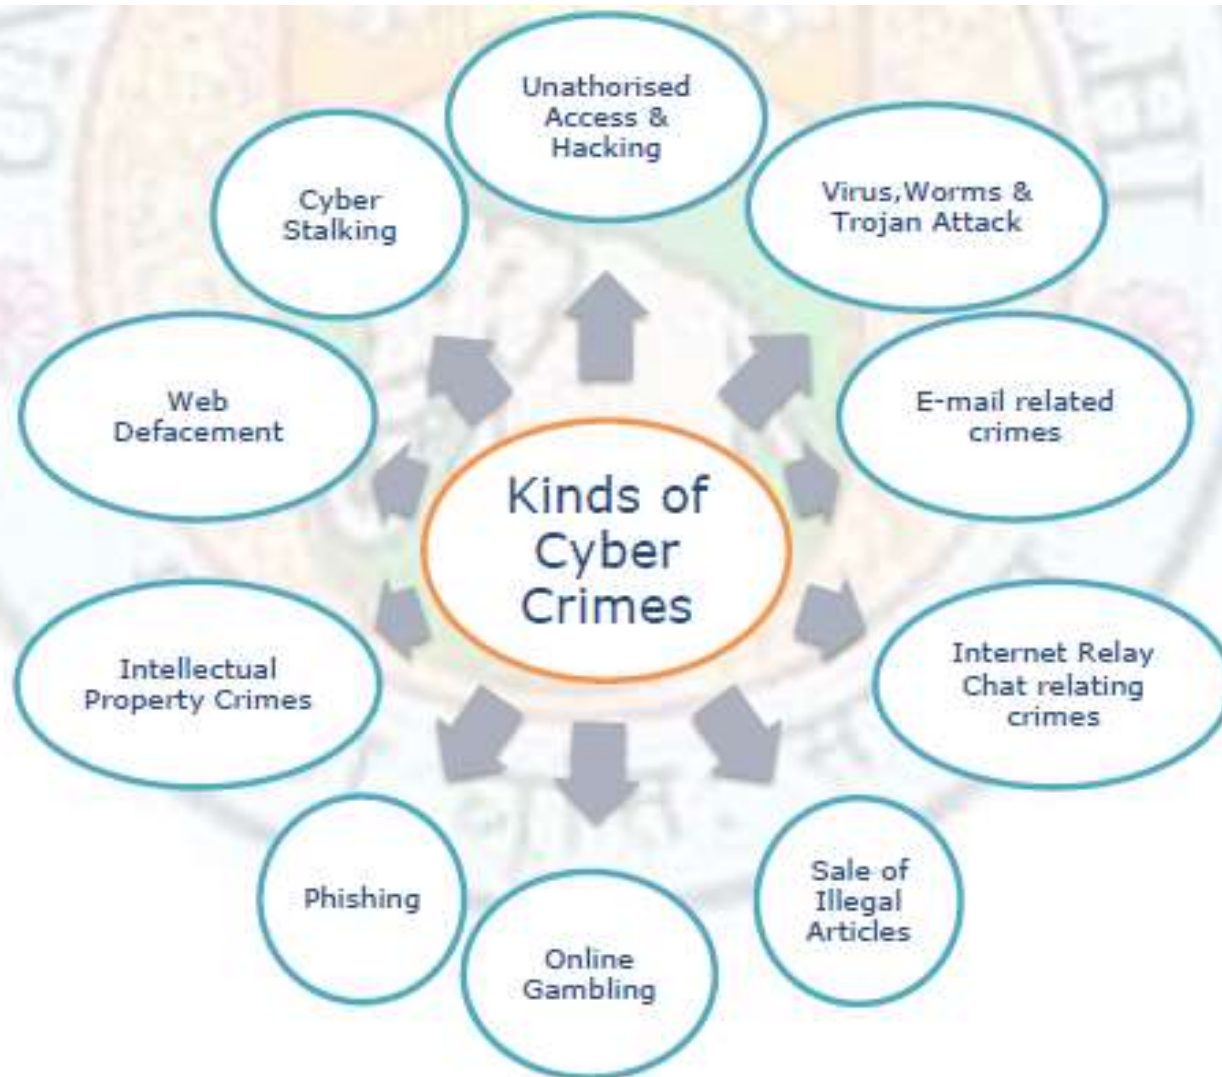 Unathorised
Access &
Hacking
Virus,Worms &
Trojan Attack
E-mail related
crimes
Internet Relay
Chat relating
crimes
Sale of
Illegal
Articles
Online
Gambling
Phishing
Intellectual
Property Crimes
Web
Defacement
Cyber
Stalking
Kinds of
Cyber
Crimes